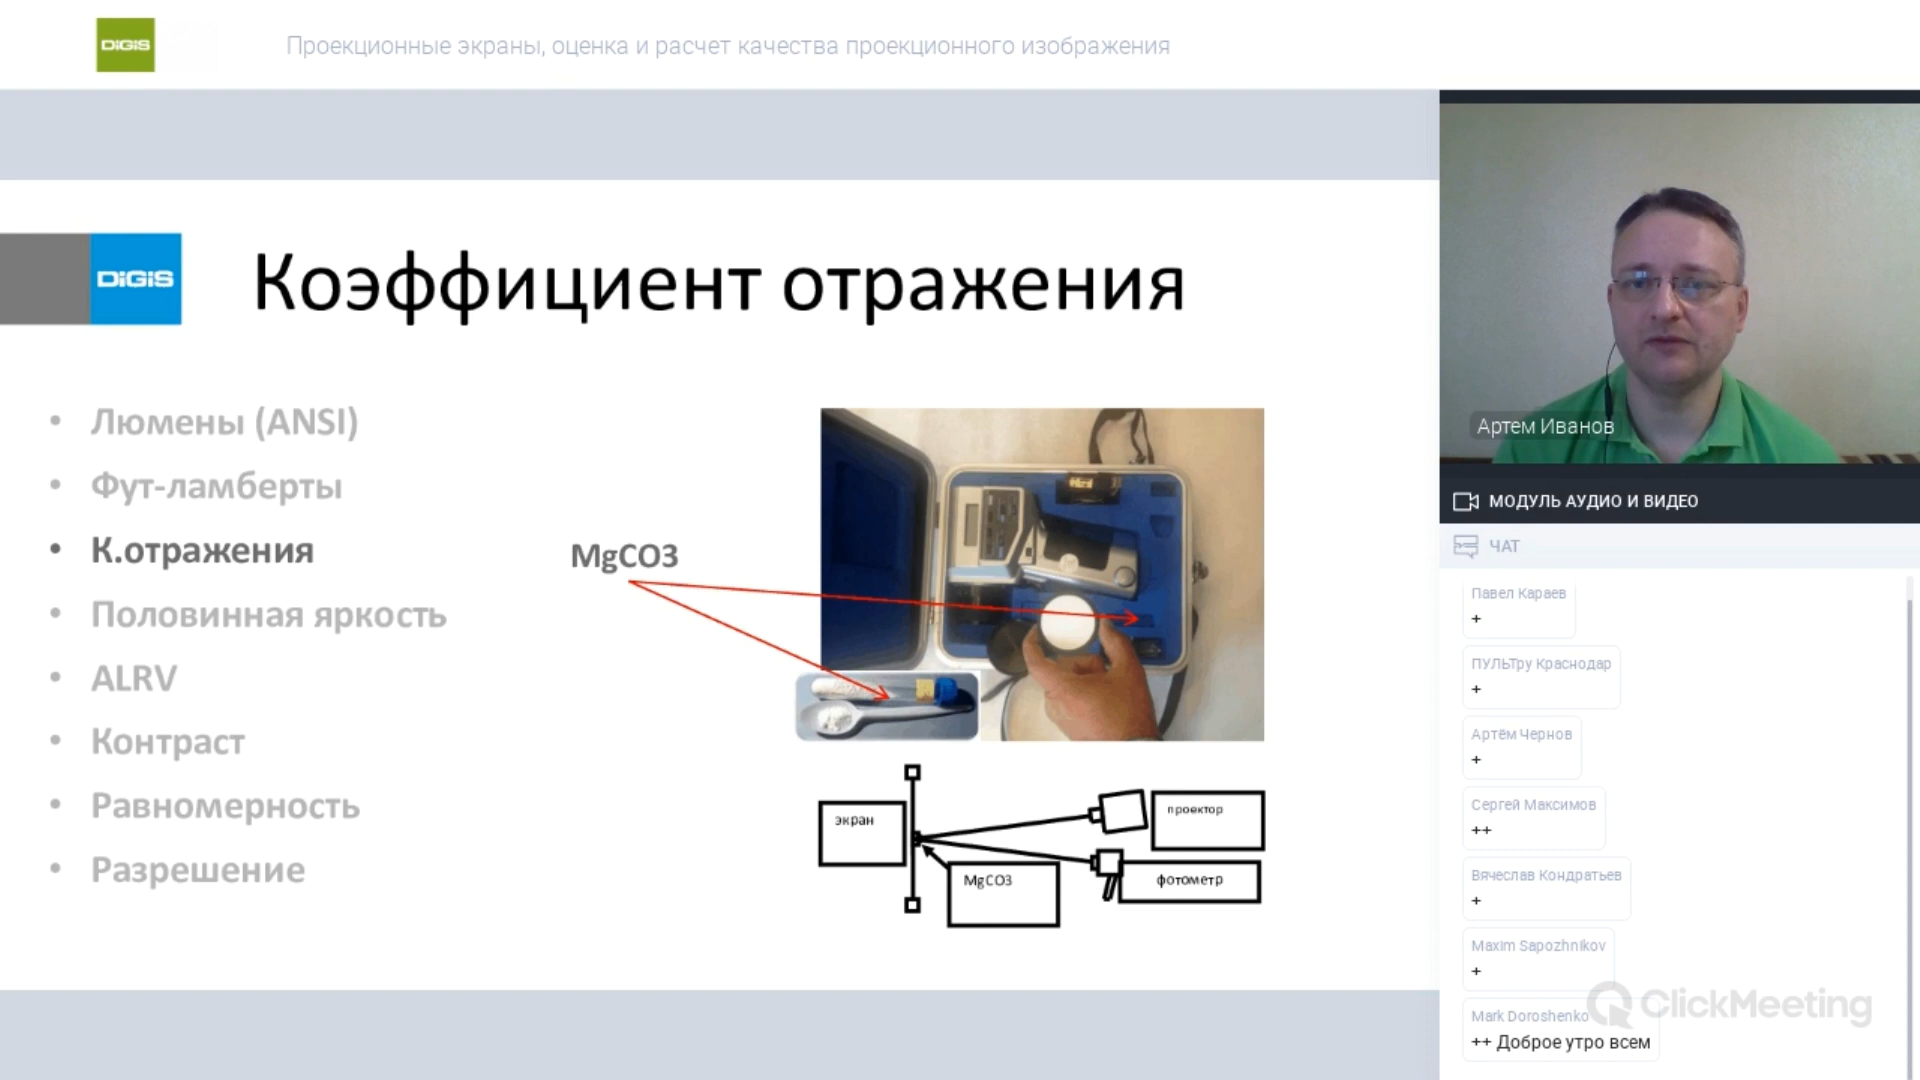 DiGiS
Проекционные экраны, оценка и расчет качества проекционного изображения
DiGiS
Коэффициент отражения
• Люмены (ANSI)
• Фут-ламберты
• К.отражения
• Половинная яркость
• ALRV
• Контраст
• Равномерность
• Разрешение
MgCO3
экран
проектор
MgCO3
фотометр
Артем Иванов
МОДУЛЬ АУДИО И ВИДЕО
ЧАТ
Павел Караев
+
ПУЛЬТру Краснодар
+
Артём Чернов
+
Сергей Максимов
++
Вячеслав Кондратьев
+
Maxim Sapozhnikov
+
Mark Doroshenko
++ Доброе утро всем
ClickMeeting